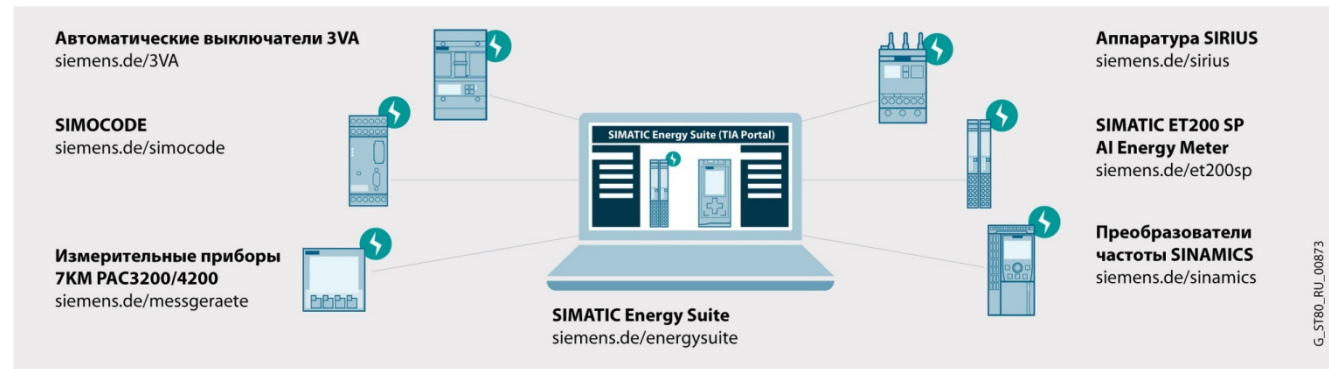 Автоматические выключатели 3VA
siemens.de/3VA
SIMOCODE
siemens.de/simocode
Измерительные приборы
7KM PAC3200/4200
siemens.de/messgeraete
SIMATIC Energy Suite (TIA Portal)
SIMATIC Energy Suite
siemens.de/energysuite
Аппаратура SIRIUS
siemens.de/sirius
SIMATIC ET200 SP
AI Energy Meter
siemens.de/et200sp
Преобразователи
частоты SINAMICS
siemens.de/sinamics
G_ST80_RU_00873